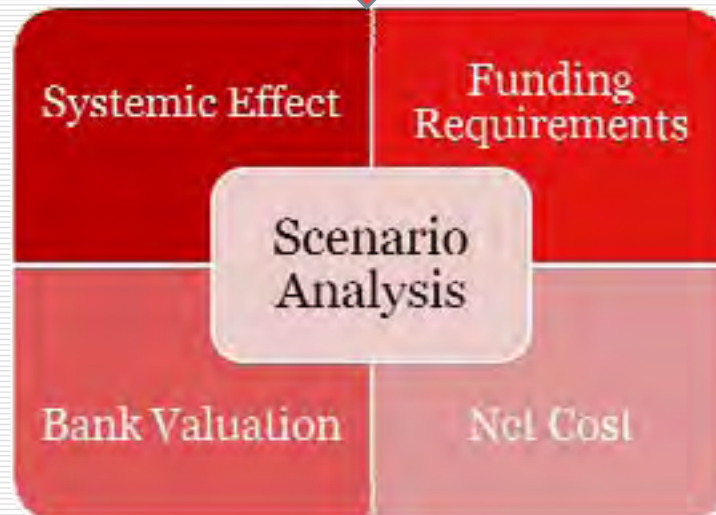 Systemic Effect
Funding
Requirements
Scenario
Analysis
Bank Valuation
Net Cost